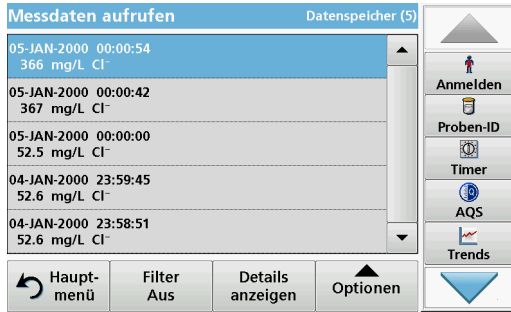 Messdaten aufrufen Datenspeicher (5)
05-JAN-2000 00:00:54
366 mg/L Cl⁻
05-JAN-2000 00:00:42
367 mg/L Cl⁻
05-JAN-2000 00:00:00
52.5 mg/L Cl⁻
04-JAN-2000 23:59:45
52.6 mg/L Cl⁻
04-JAN-2000 23:58:51
52.6 mg/L Cl⁻
Anmelden
Proben-ID
Timer
AQS
Trends
Haupt-
menü
Filter
Aus
Details
anzeigen
Optionen